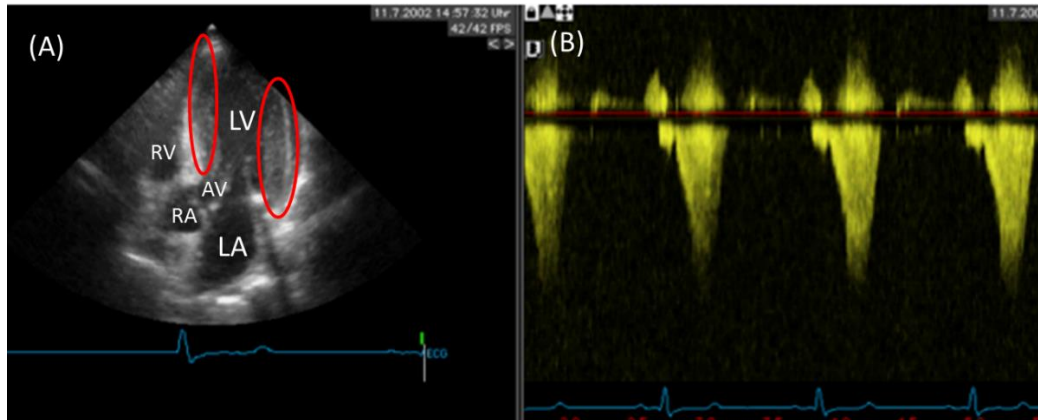 11.7.2002 14:57:32 Uhr
42/42 FPS
< >
(A)
LV
RV
AV
RA
LA
ECG
11.7.200
(B)